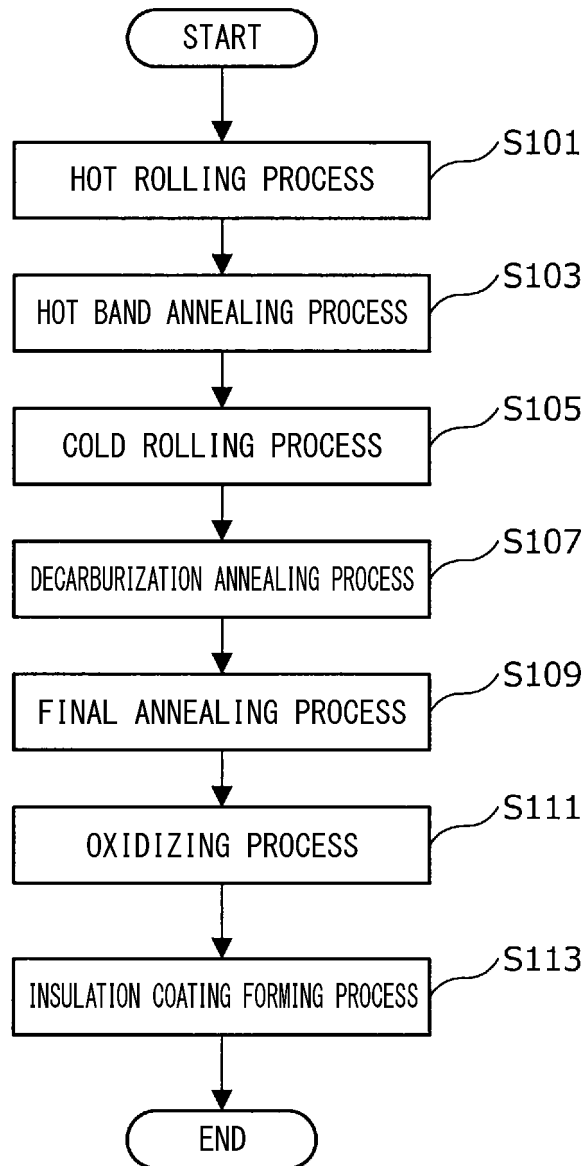 START
S101
HOT ROLLING PROCESS
S103
HOT BAND ANNEALING PROCESS
S105
COLD ROLLING PROCESS
S107
DECARBURIZATION ANNEALING PROCESS
S109
FINAL ANNEALING PROCESS
S111
OXIDIZING PROCESS
S113
INSULATION COATING FORMING PROCESS
END